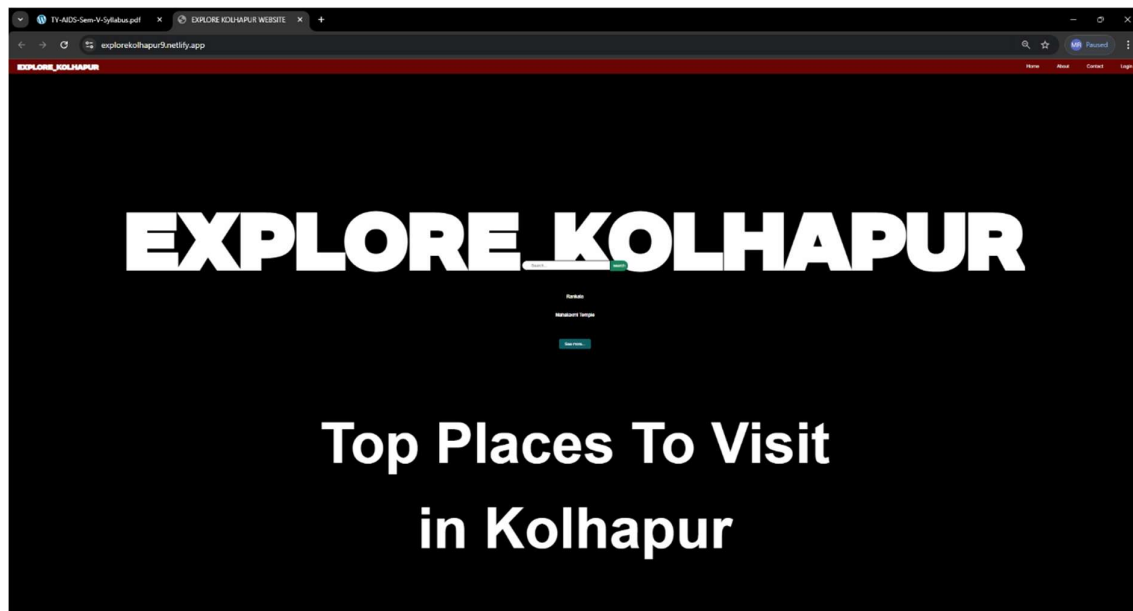 TY-AIDS-Sem-V-Syllabus.pdf
EXPLORE KOLHAPUR WEBSITE
explorekolhapur9.netlify.app
Paused
EXPLORE_KOLHAPUR
Home About Contact Login
EXPLORE_KOLHAPUR
Search... search
Rankala
Mahalaxmi Temple
See more...
Top Places To Visit
in Kolhapur